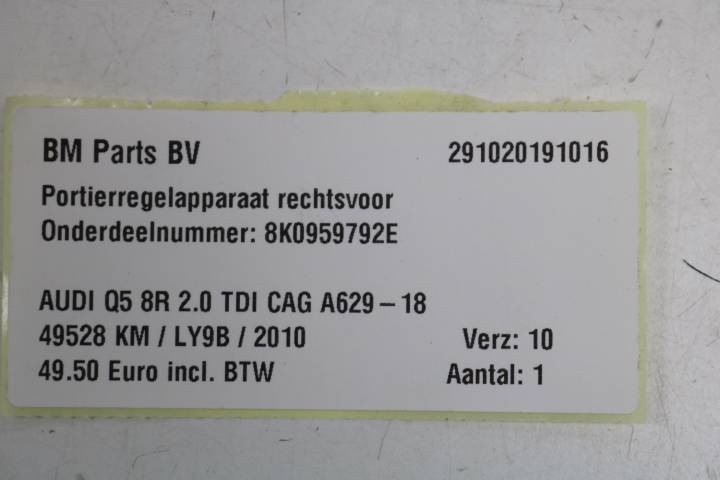 BM Parts BV 291020191016
Portierregelapparaat rechtsvoor
Onderdeelnummer: 8K0959792E
AUDI Q5 8R 2.0 TDI CAG A629-18
49528 KM / LY9B / 2010 Verz: 10
49.50 Euro incl. BTW Aantal: 1